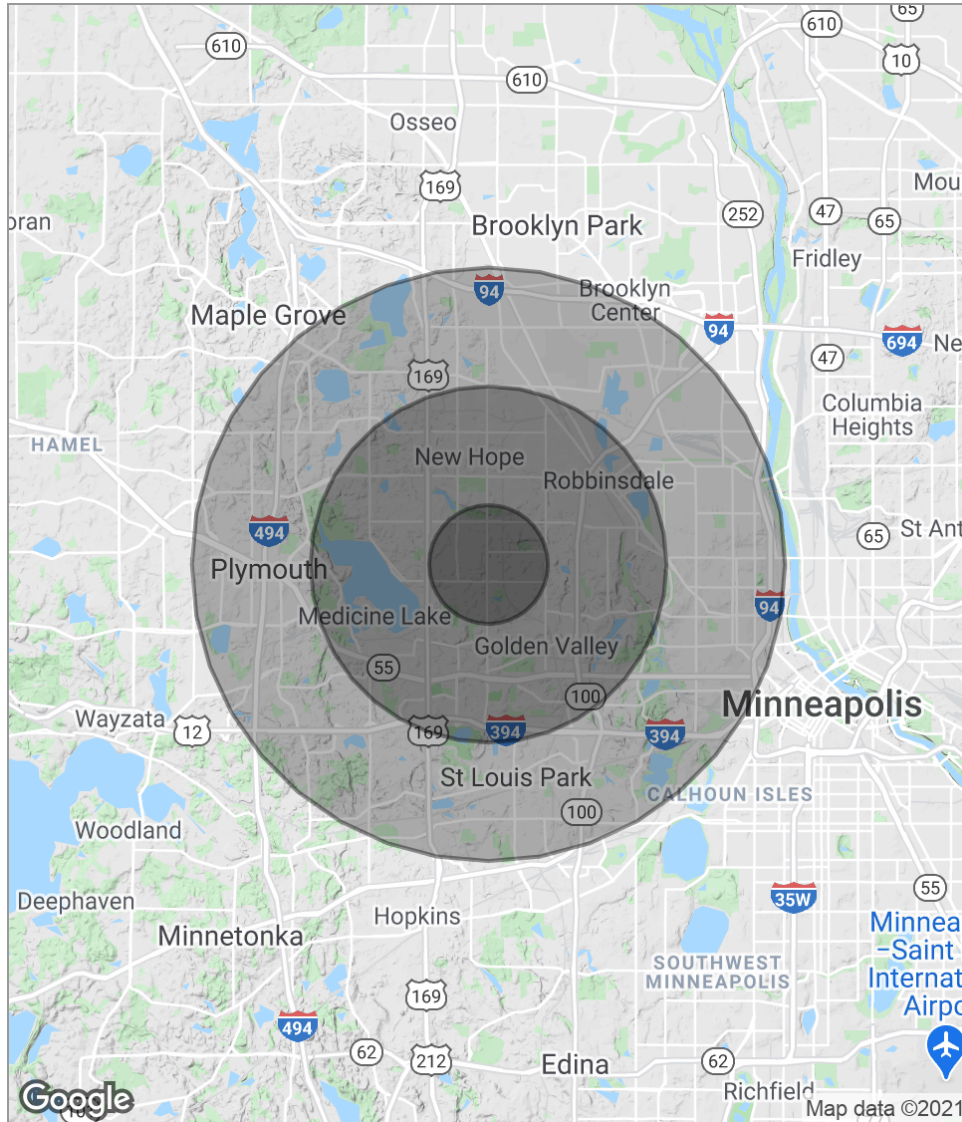 65
610
610
610
10
Osseo
169
Mou
252
47
65
oran
Brooklyn Park
Fridley
94
Brooklyn
Center
Maple Grove
94
694
Ne
47
169
Columbia
Heights
HAMEL
New Hope
Robbinsdale
494
65
St Ant
Plymouth
94
Medicine Lake
Golden Valley
55
100
Minneapolis
Wayzata
12
169
394
394
St Louis Park
CALHOUN ISLES
100
Woodland
55
35W
Deephaven
Hopkins
Minnea
Minnetonka
-Saint
SOUTHWEST
MINNEAPOLIS
Internat
Airpo
169
494
62
212
Edina
62
Richfield
Google
Map data ©2021